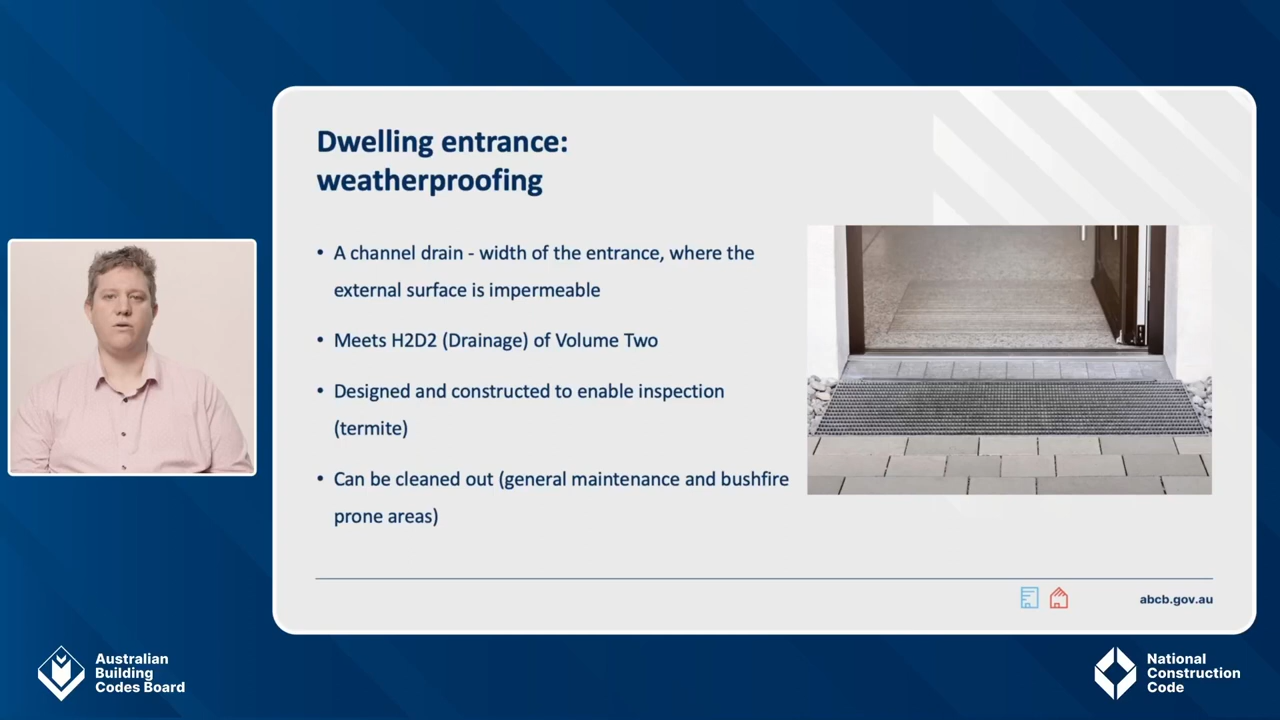 Dwelling entrance:
weatherproofing
• A channel drain - width of the entrance, where the
external surface is impermeable
• Meets H2D2 (Drainage) of Volume Two
• Designed and constructed to enable inspection
(termite)
• Can be cleaned out (general maintenance and bushfire
prone areas)
abcb.gov.au
Australian
Building
Codes Board
National
Construction
Code